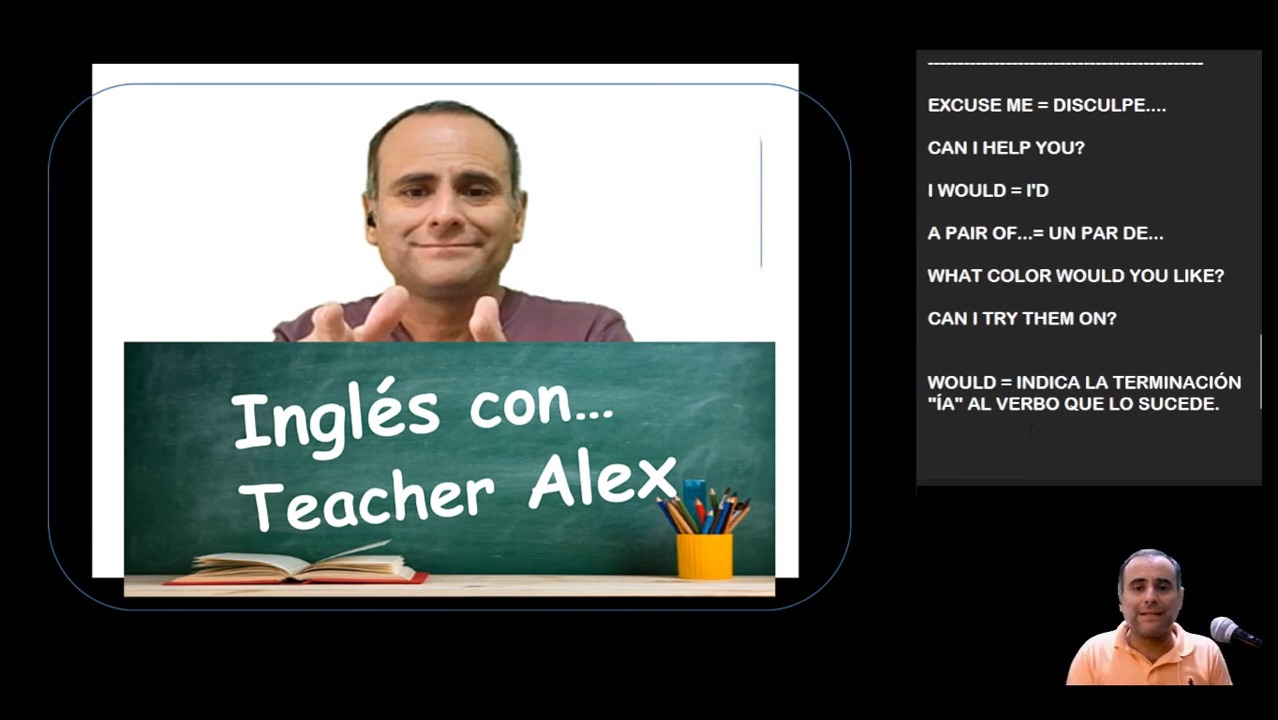 Inglés con...
Teacher Alex
--------------------------------------------
EXCUSE ME = DISCULPE....
CAN I HELP YOU?
I WOULD = I'D
A PAIR OF...= UN PAR DE...
WHAT COLOR WOULD YOU LIKE?
CAN I TRY THEM ON?
WOULD = INDICA LA TERMINACIÓN
"ÍA" AL VERBO QUE LO SUCEDE.